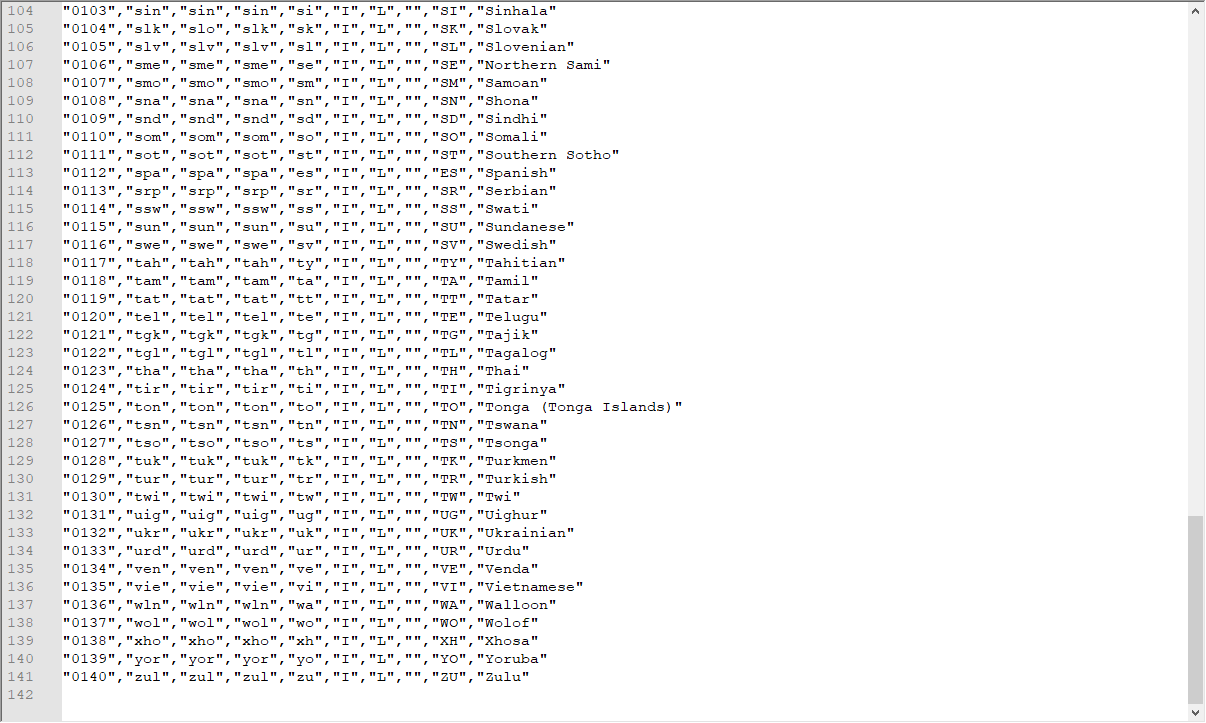 104 "0103","sin","sin","sin","si","I","L","","SI","Sinhala"
105 "0104","slk","slo","slk","sk","I","L","","SK","Slovak"
106 "0105","slv","slv","slv","sl","I","L","","SL","Slovenian"
107 "0106","sme","sme","sme","se","I","L","","SE","Northern Sami"
108 "0107","smo","smo","smo","sm","I","L","","SM","Samoan"
109 "0108","sna","sna","sna","sn","I","L","","SN","Shona"
110 "0109","snd","snd","snd","sd","I","L","","SD","Sindhi"
111 "0110","som","som","som","so","I","L","","SO","Somali"
112 "0111","sot","sot","sot","st","I","L","","ST","Southern Sotho"
113 "0112","spa","spa","spa","es","I","L","","ES","Spanish"
114 "0113","srp","srp","srp","sr","I","L","","SR","Serbian"
115 "0114","ssw","ssw","ssw","ss","I","L","","SS","Swati"
116 "0115","sun","sun","sun","su","I","L","","SU","Sundanese"
117 "0116","swe","swe","swe","sv","I","L","","SV","Swedish"
118 "0117","tah","tah","tah","ty","I","L","","TY","Tahitian"
119 "0118","tam","tam","tam","ta","I","L","","TA","Tamil"
120 "0119","tat","tat","tat","tt","I","L","","TT","Tatar"
121 "0120","tel","tel","tel","te","I","L","","TE","Telugu"
122 "0121","tgk","tgk","tgk","tg","I","L","","TG","Tajik"
123 "0122","tgl","tgl","tgl","tl","I","L","","TL","Tagalog"
124 "0123","tha","tha","tha","th","I","L","","TH","Thai"
125 "0124","tir","tir","tir","ti","I","L","","TI","Tigrinya"
126 "0125","ton","ton","ton","to","I","L","","TO","Tonga (Tonga Islands)"
127 "0126","tsn","tsn","tsn","tn","I","L","","TN","Tswana"
128 "0127","tso","tso","tso","ts","I","L","","TS","Tsonga"
129 "0128","tuk","tuk","tuk","tk","I","L","","TK","Turkmen"
130 "0129","tur","tur","tur","tr","I","L","","TR","Turkish"
131 "0130","twi","twi","twi","tw","I","L","","TW","Twi"
132 "0131","uig","uig","uig","ug","I","L","","UG","Uighur"
133 "0132","ukr","ukr","ukr","uk","I","L","","UK","Ukrainian"
134 "0133","urd","urd","urd","ur","I","L","","UR","Urdu"
135 "0134","ven","ven","ven","ve","I","L","","VE","Venda"
136 "0135","vie","vie","vie","vi","I","L","","VI","Vietnamese"
137 "0136","wln","wln","wln","wa","I","L","","WA","Walloon"
138 "0137","wol","wol","wol","wo","I","L","","WO","Wolof"
139 "0138","xho","xho","xho","xh","I","L","","XH","Xhosa"
140 "0139","yor","yor","yor","yo","I","L","","YO","Yoruba"
141 "0140","zul","zul","zul","zu","I","L","","ZU","Zulu"
142